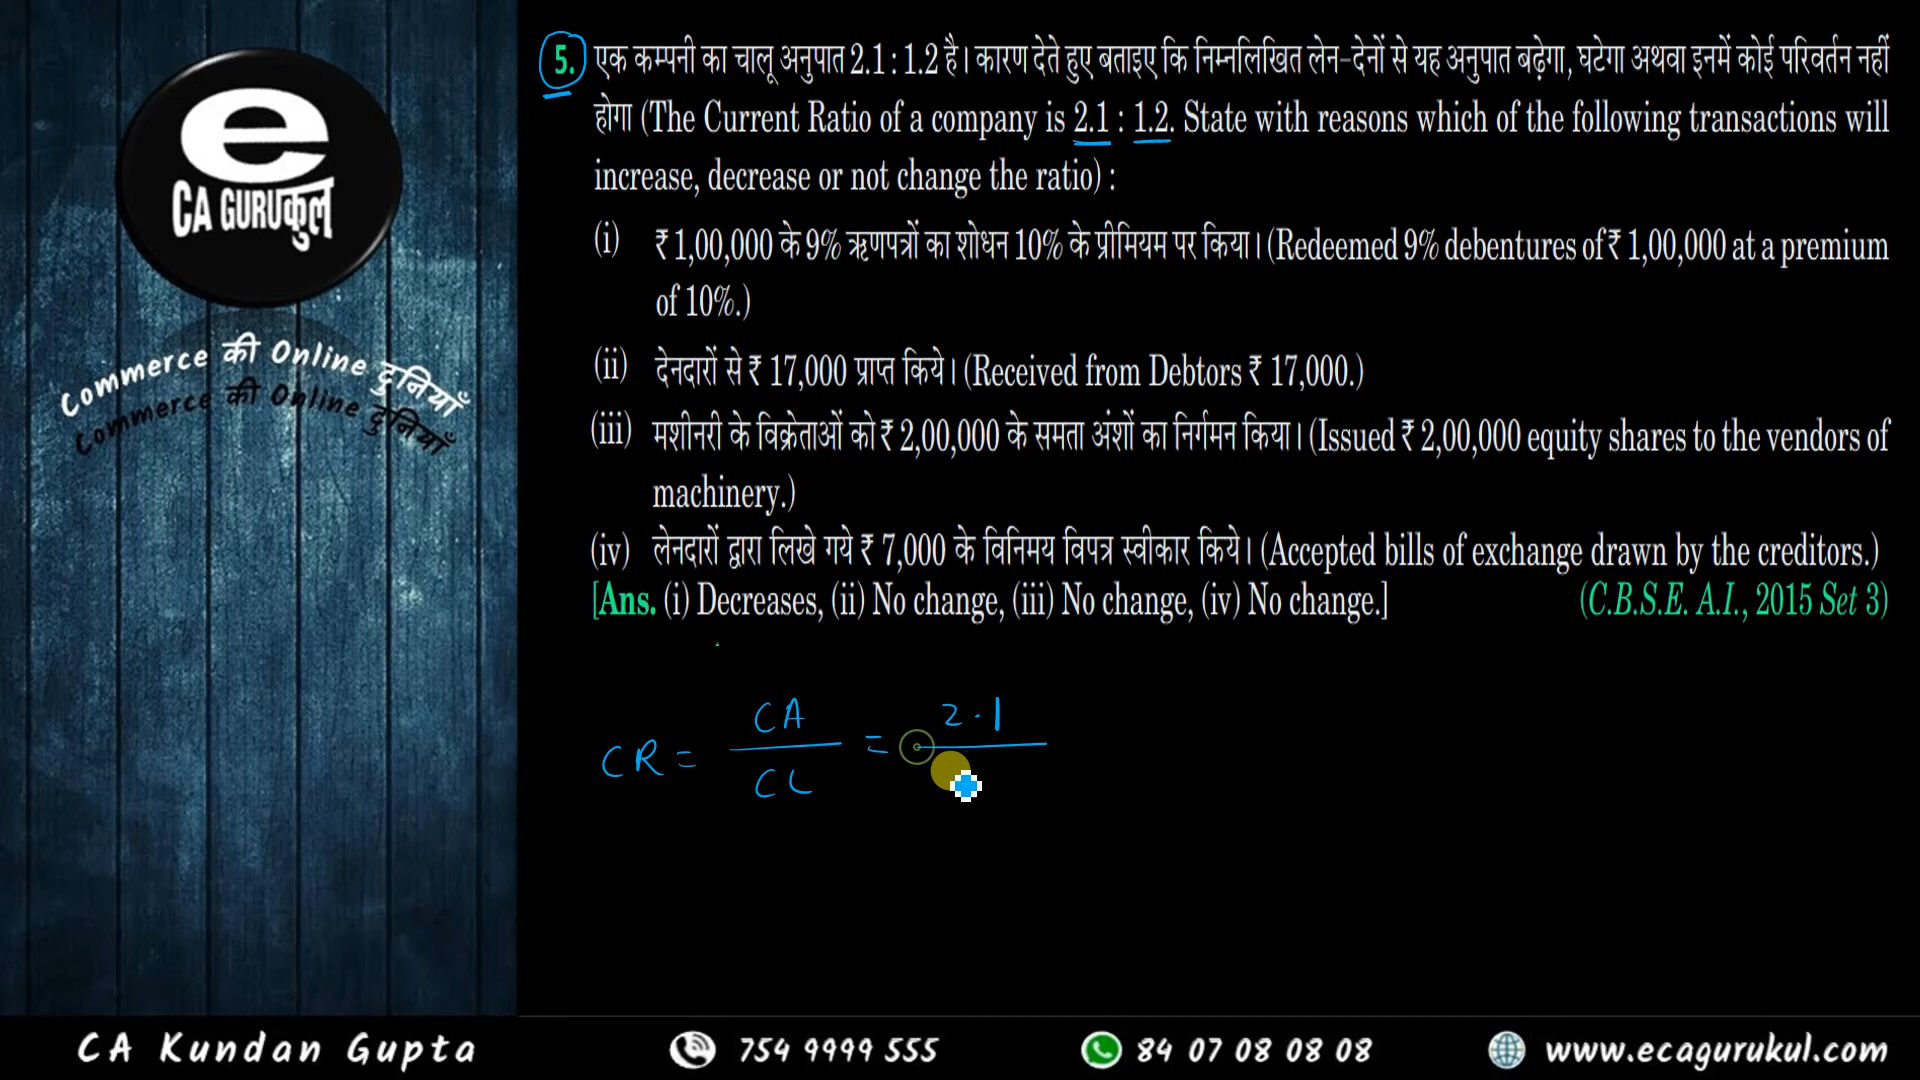 e
CA GURUकुल
Commerce की Online दुनियाँ
Commerce की Online दुनियाँ
5. एक कम्पनी का चालू अनुपात 2.1 : 1.2 है। कारण देते हुए बताइए कि निम्नलिखित लेन-देनों से यह अनुपात बढ़ेगा, घटेगा अथवा इनमें कोई परिवर्तन नहीं
होगा (The Current Ratio of a company is 2.1 : 1.2. State with reasons which of the following transactions will
increase, decrease or not change the ratio) :
(i) ₹ 1,00,000 के 9% ऋणपत्रों का शोधन 10% के प्रीमियम पर किया। (Redeemed 9% debentures of ₹ 1,00,000 at a premium
of 10%.)
(ii) देनदारों से ₹ 17,000 प्राप्त किये। (Received from Debtors ₹ 17,000.)
(iii) मशीनरी के विक्रेताओं को ₹ 2,00,000 के समता अंशों का निर्गमन किया। (Issued ₹ 2,00,000 equity shares to the vendors of
machinery.)
(iv) लेनदारों द्वारा लिखे गये ₹ 7,000 के विनिमय विपत्र स्वीकार किये। (Accepted bills of exchange drawn by the creditors.)
[Ans. (i) Decreases, (ii) No change, (iii) No change, (iv) No change.] (C.B.S.E. A.I., 2015 Set 3)
CA 2.1
CR = =
CL
CA Kundan Gupta 754 9999 555 84 07 08 08 08 www.ecagurukul.com